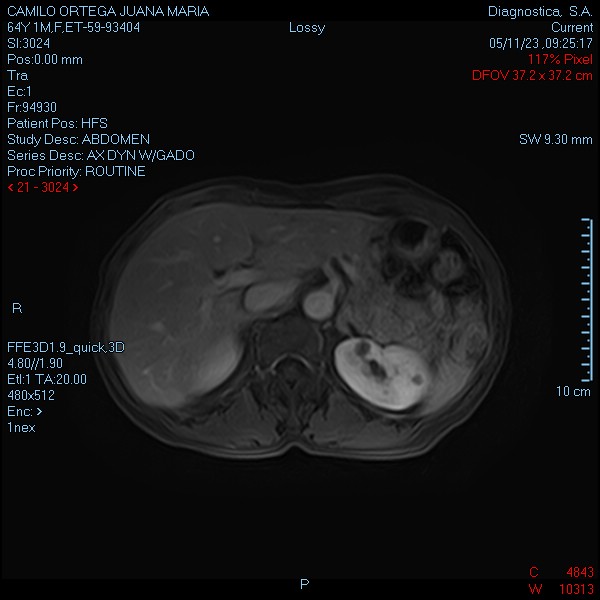 CAMILO ORTEGA JUANA MARIA
64Y 1M,F,ET-59-93404
SI:3024
Pos:0.00 mm
Tra
Ec:1
Fr:94930
Patient Pos: HFS
Study Desc: ABDOMEN
Series Desc: AX DYN W/GADO
Proc Priority: ROUTINE
< 21 - 3024 >
Lossy
Diagnostica, S.A.
Current
05/11/23 ,09:25:17
117% Pixel
DFOV 37.2 x 37.2 cm
SW 9.30 mm
R
FFE3D1.9_quick,3D
4.80//1.90
Etl:1 TA:20.00
480x512
Enc: >
1nex
10 cm
P
C 4843
W 10313